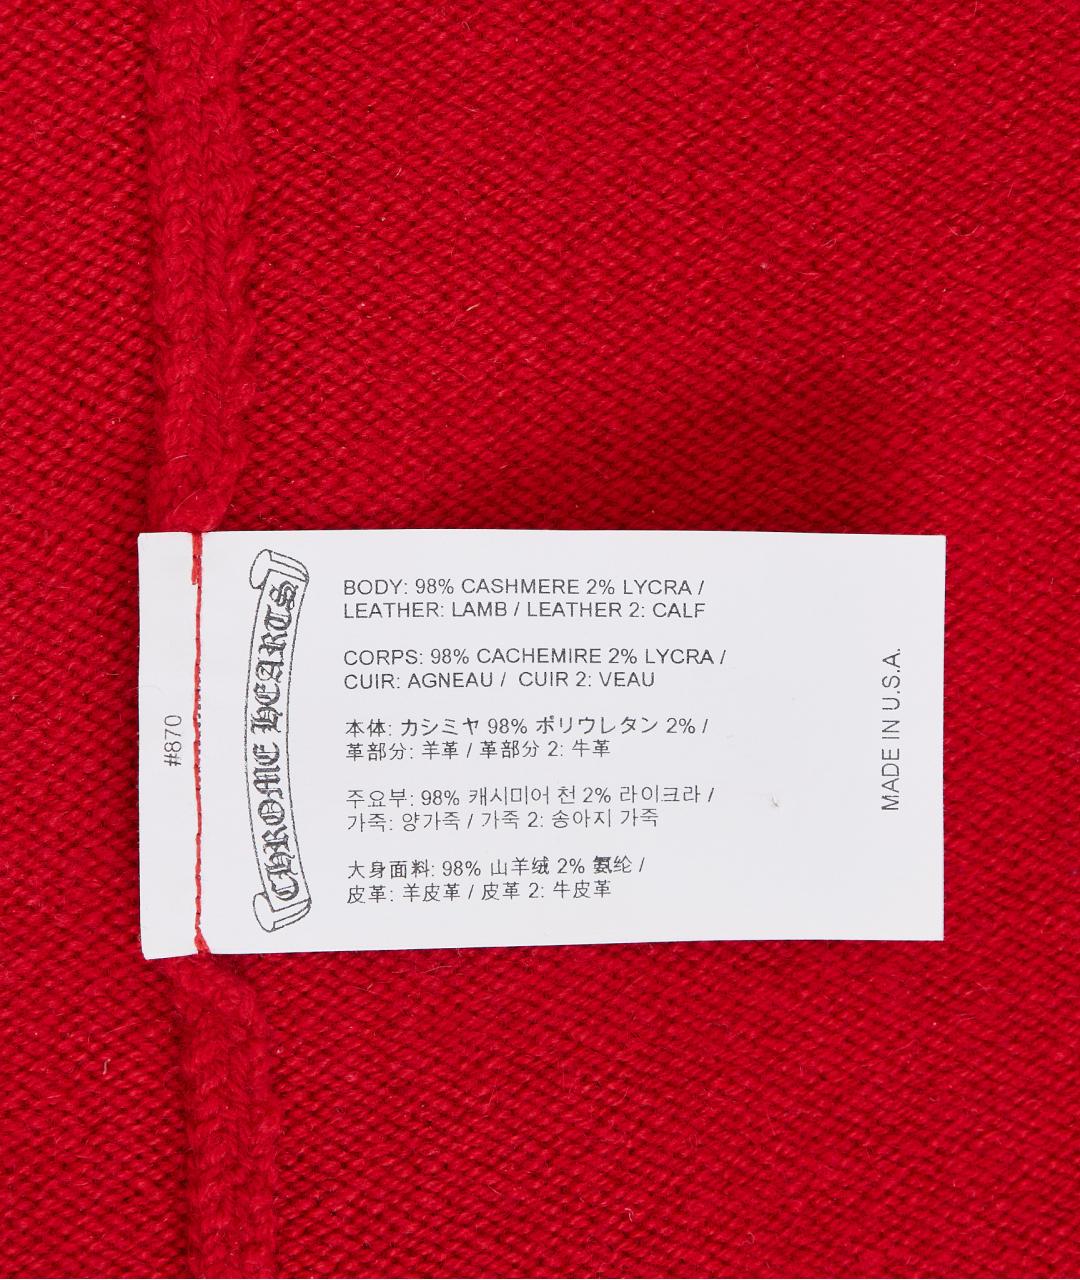 #870
CHROME HEARTS
BODY: 98% CASHMERE 2% LYCRA /
LEATHER: LAMB / LEATHER 2: CALF
CORPS: 98% CACHEMIRE 2% LYCRA /
CUIR: AGNEAU / CUIR 2: VEAU
本体: カシミヤ 98% ポリウレタン 2% /
革部分: 羊革 / 革部分 2: 牛革
주요부: 98% 캐시미어 천 2% 라이크라 /
가죽: 양가죽 / 가죽 2: 송아지 가죽
大身面料: 98% 山羊绒 2% 氨纶 /
皮革: 羊皮革 / 皮革 2: 牛皮革
MADE IN U.S.A.